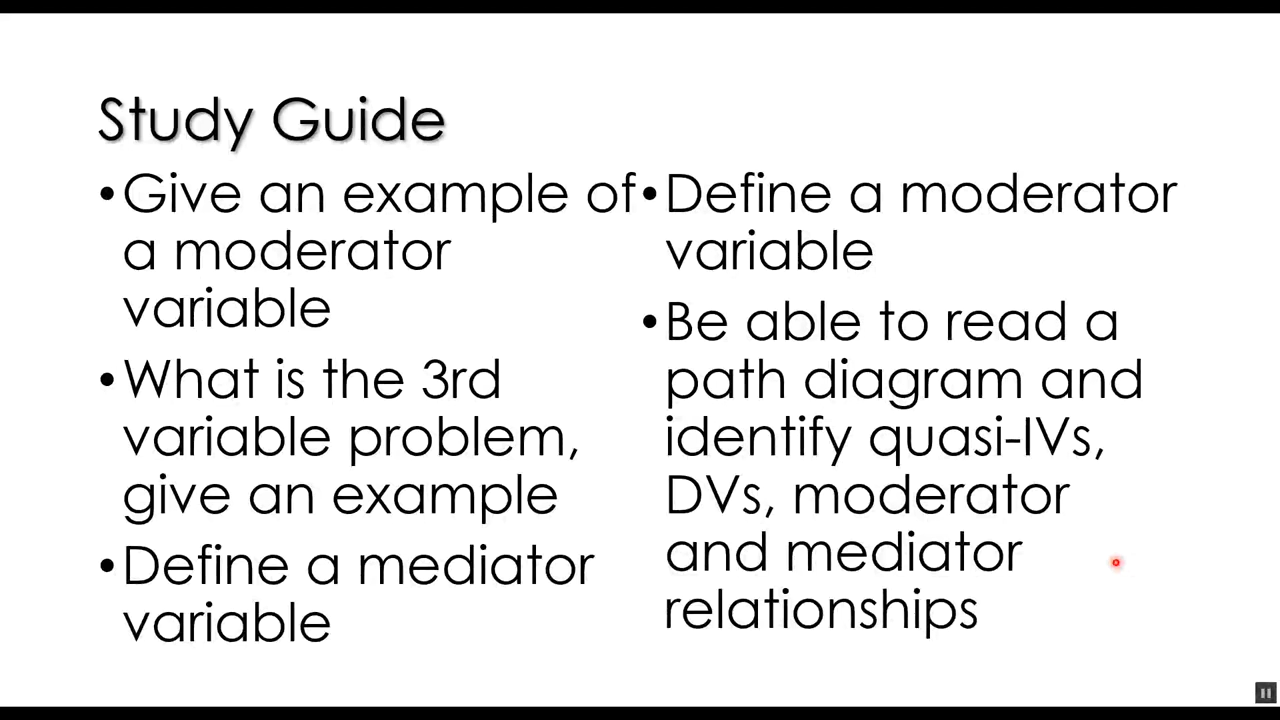 Study Guide
•Give an example of
a moderator
variable
•What is the 3rd
variable problem,
give an example
•Define a mediator
variable
•Define a moderator
variable
•Be able to read a
path diagram and
identify quasi-IVs,
DVs, moderator
and mediator
relationships